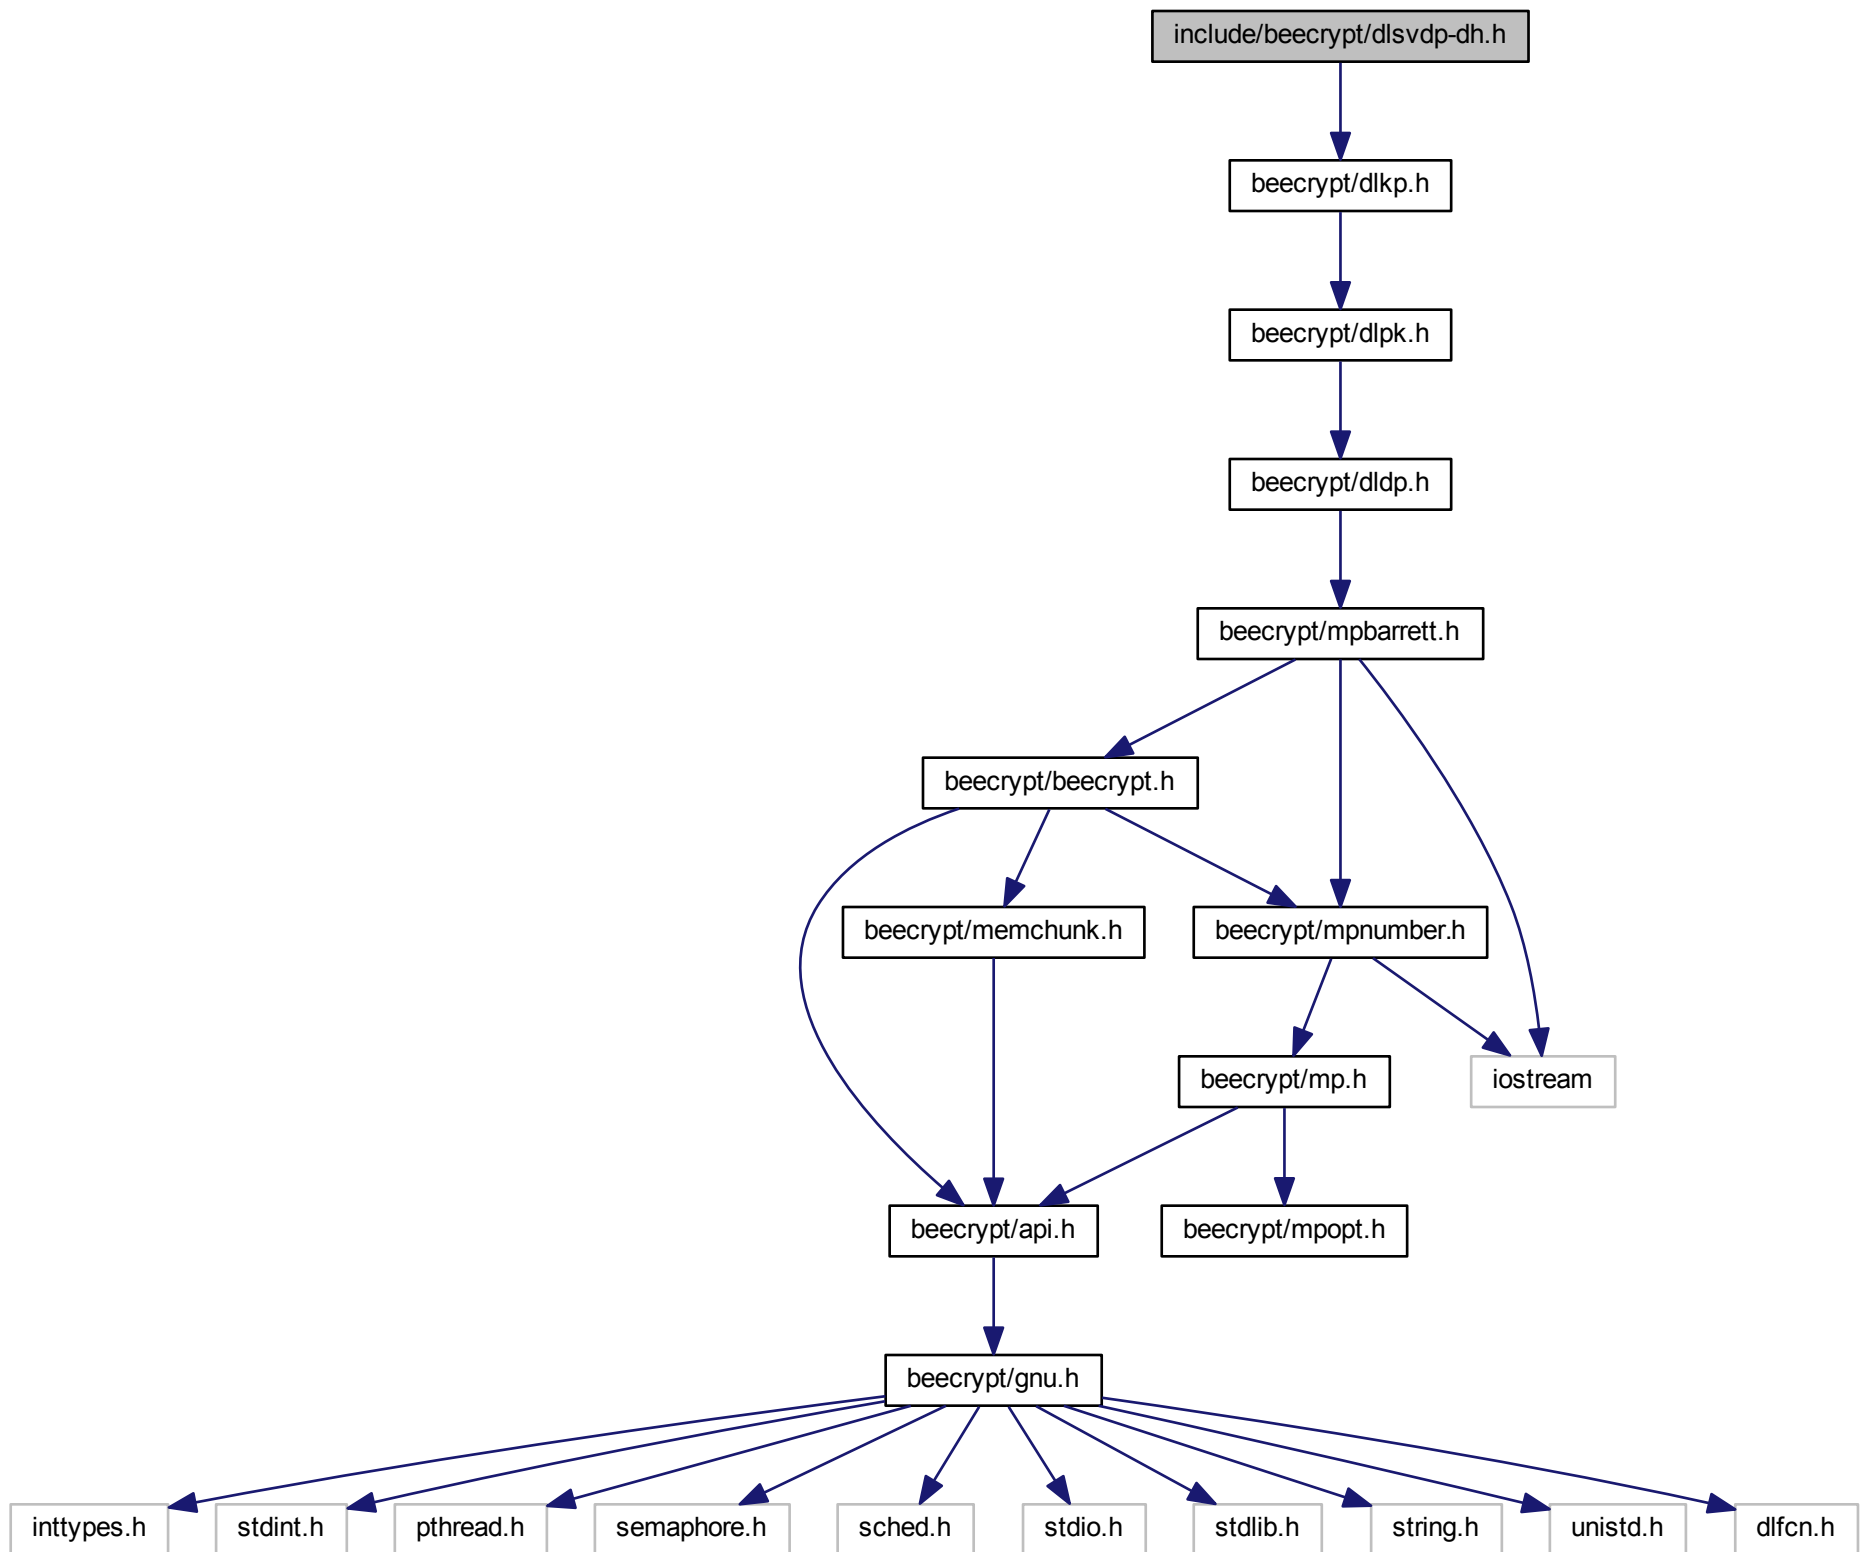 include/beecrypt/dlsvdp-dh.h
beecrypt/dlkp.h
beecrypt/dlpk.h
beecrypt/dldp.h
beecrypt/mpbarrett.h
beecrypt/beecrypt.h
beecrypt/memchunk.h
beecrypt/mpnumber.h
beecrypt/mp.h
iostream
beecrypt/api.h
beecrypt/mpopt.h
beecrypt/gnu.h
inttypes.h
stdint.h
pthread.h
semaphore.h
sched.h
stdio.h
stdlib.h
string.h
unistd.h
dlfcn.h